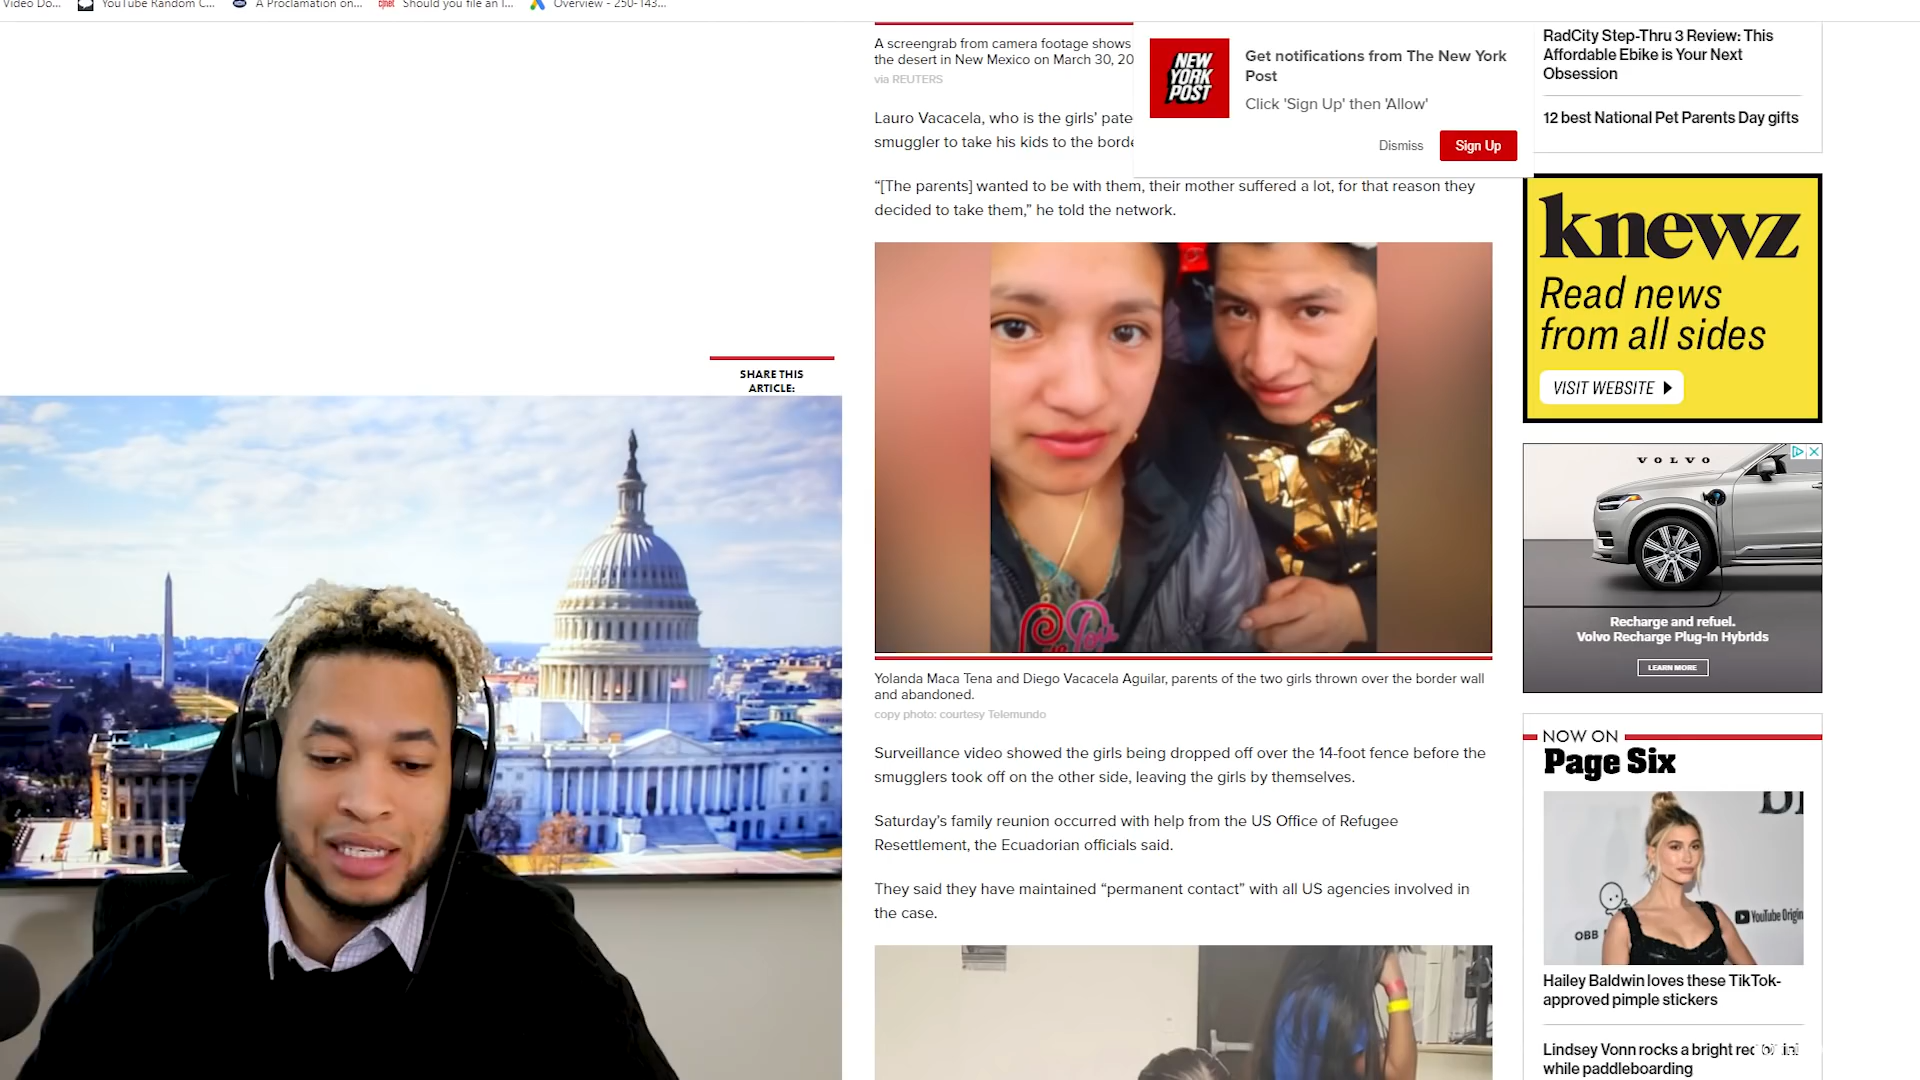 Video Do...
YouTube Random C...
A Proclamation on...
cnet
Should you file an I...
Overview - 250-143...
A screengrab from camera footage shows
the desert in New Mexico on March 30, 20
via REUTERS
Lauro Vacacela, who is the girls’ pate
smuggler to take his kids to the borde
NEW
YORK
POST
Get notifications from The New York
Post
Click 'Sign Up' then 'Allow'
Dismiss
Sign Up
“[The parents] wanted to be with them, their mother suffered a lot, for that reason they
decided to take them,” he told the network.
SHARE THIS
ARTICLE:
Yolanda Maca Tena and Diego Vacacela Aguilar, parents of the two girls thrown over the border wall
and abandoned.
copy photo: courtesy Telemundo
Surveillance video showed the girls being dropped off over the 14-foot fence before the
smugglers took off on the other side, leaving the girls by themselves.
Saturday’s family reunion occurred with help from the US Office of Refugee
Resettlement, the Ecuadorian officials said.
They said they have maintained “permanent contact” with all US agencies involved in
the case.
RadCity Step-Thru 3 Review: This
Affordable Ebike is Your Next
Obsession
12 best National Pet Parents Day gifts
knewz
Read news
from all sides
VISIT WEBSITE
VOLVO
Recharge and refuel.
Volvo Recharge Plug-In Hybrids
LEARN MORE
NOW ON
Page Six
YouTube Origin
OBB
Hailey Baldwin loves these TikTok-
approved pimple stickers
Lindsey Vonn rocks a bright red
while paddleboarding